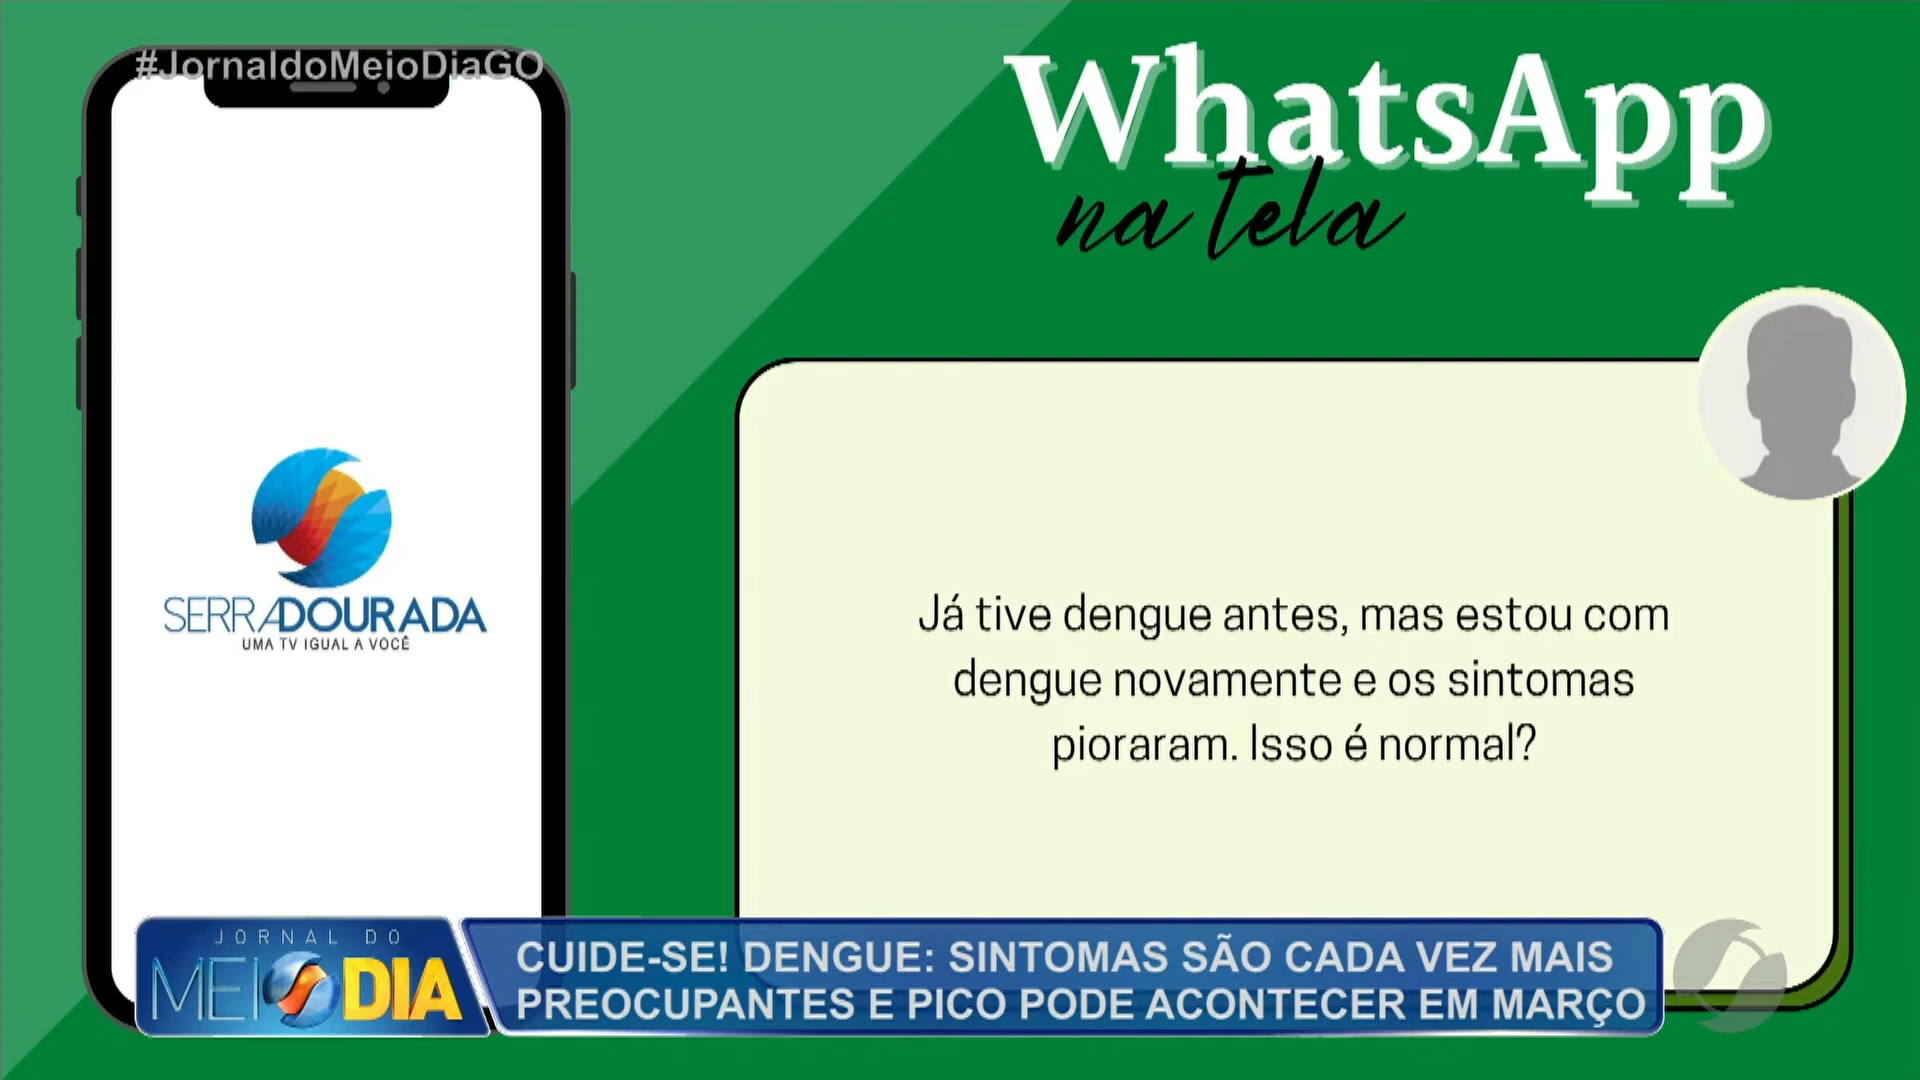 #JornaldoMeioDiaGO
WhatsApp
na tela
SERRADOURADA
UMA TV IGUAL A VOCÊ
Já tive dengue antes, mas estou com
dengue novamente e os sintomas
pioraram. Isso é normal?
JORNAL DO
MEIODIA
CUIDE-SE! DENGUE: SINTOMAS SÃO CADA VEZ MAIS
PREOCUPANTES E PICO PODE ACONTECER EM MARÇO